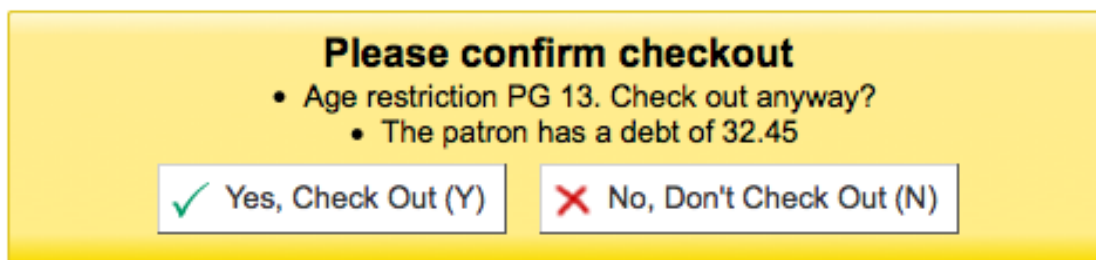 Please confirm checkout
• Age restriction PG 13. Check out anyway?
• The patron has a debt of 32.45
Yes, Check Out (Y)
No, Don't Check Out (N)